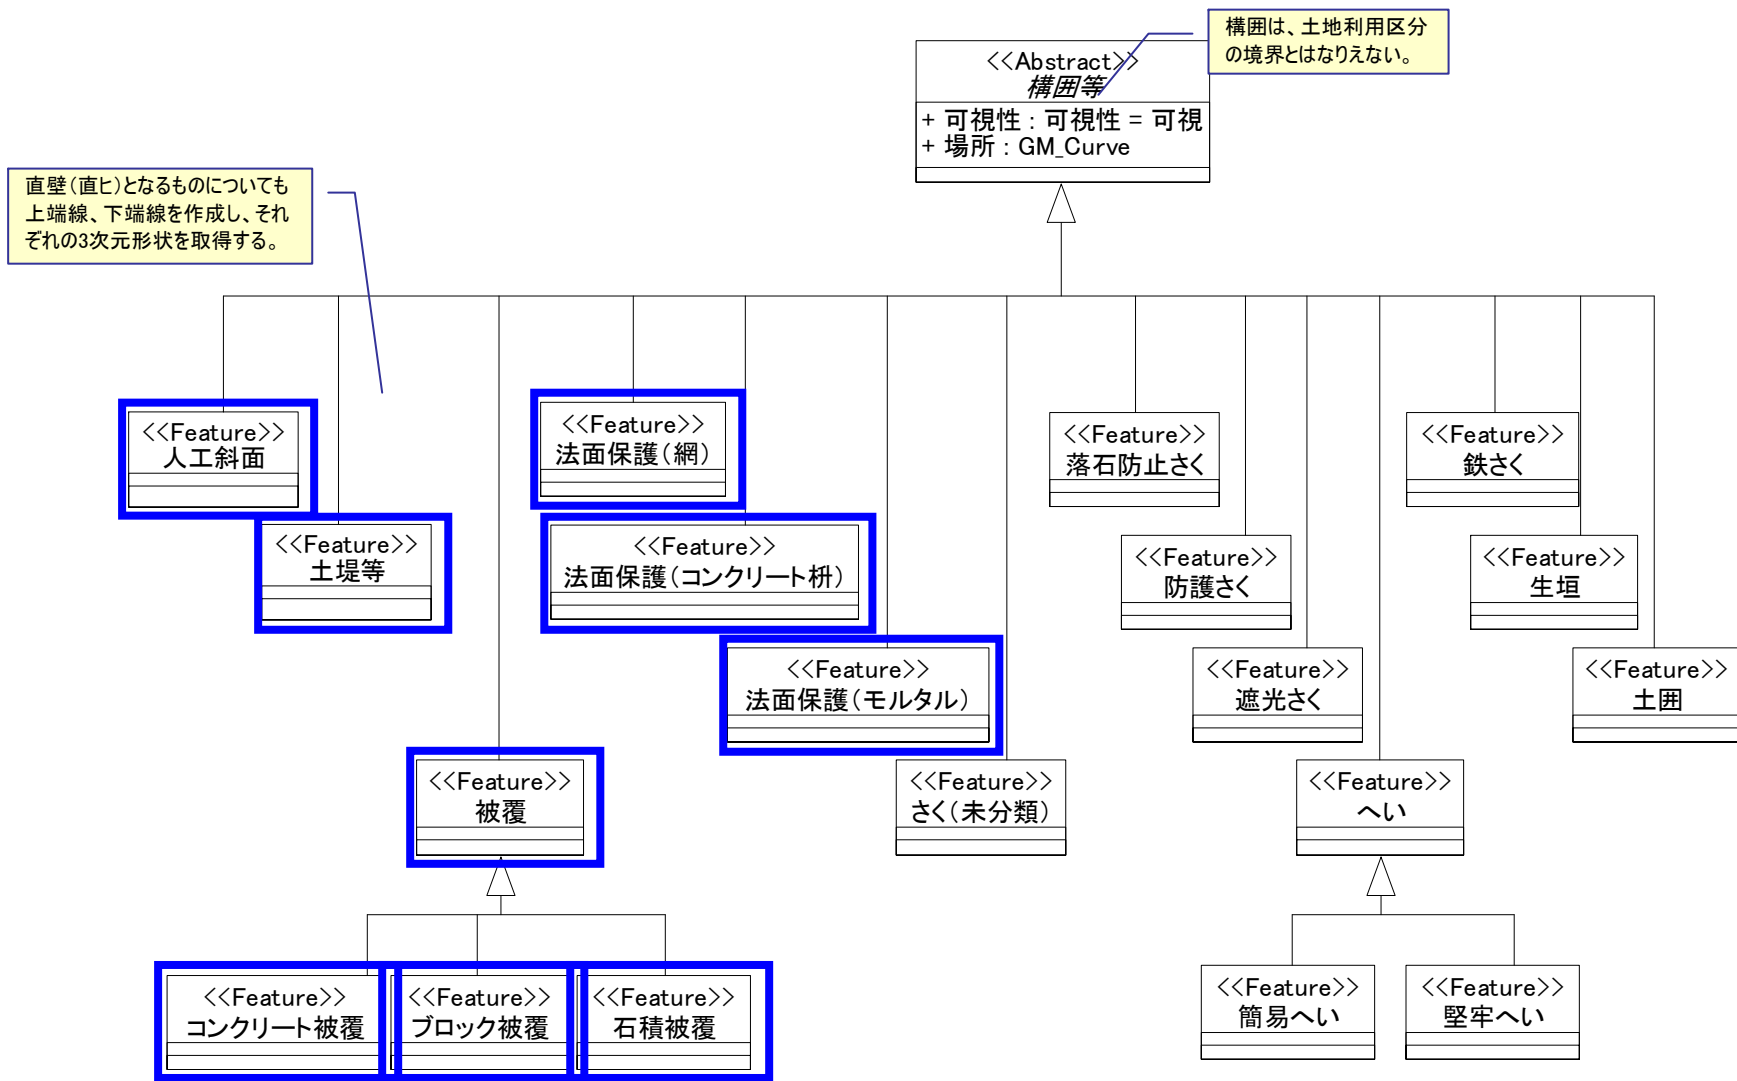 構囲は、土地利用区分
の境界とはなりえない。
<<Abstract>>
構囲等
+ 可視性 : 可視性 = 可視
+ 場所 : GM_Curve
直壁(直ヒ)となるものについても
上端線、下端線を作成し、それ
ぞれの3次元形状を取得する。
<<Feature>>
人工斜面
<<Feature>>
法面保護(網)
<<Feature>>
落石防止さく
<<Feature>>
鉄さく
<<Feature>>
土堤等
<<Feature>>
法面保護(コンクリート枡)
<<Feature>>
防護さく
<<Feature>>
生垣
<<Feature>>
法面保護(モルタル)
<<Feature>>
遮光さく
<<Feature>>
土囲
<<Feature>>
被覆
<<Feature>>
さく(未分類)
<<Feature>>
へい
<<Feature>>
コンクリート被覆
<<Feature>>
ブロック被覆
<<Feature>>
石積被覆
<<Feature>>
簡易へい
<<Feature>>
堅牢へい